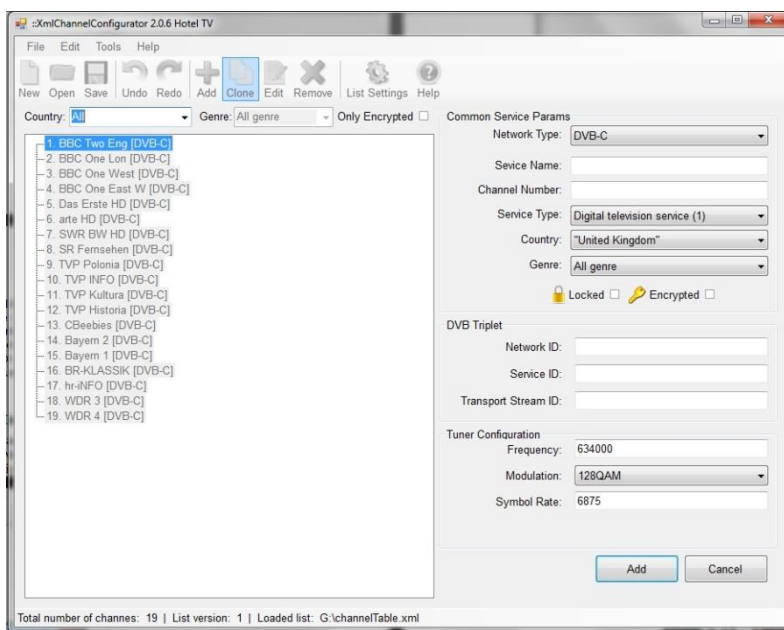 ::XmlChannelConfigurator 2.0.6 Hotel TV
File Edit Tools Help
New Open Save Undo Redo Add Clone Edit Remove List Settings Help
Country: All Genre: All genre Only Encrypted
1. BBC Two Eng [DVB-C]
2. BBC One Lon [DVB-C]
3. BBC One West [DVB-C]
4. BBC One East W [DVB-C]
5. Das Erste HD [DVB-C]
6. arte HD [DVB-C]
7. SWR BW HD [DVB-C]
8. SR Fernsehen [DVB-C]
9. TVP Polonia [DVB-C]
10. TVP INFO [DVB-C]
11. TVP Kultura [DVB-C]
12. TVP Historia [DVB-C]
13. CBeebies [DVB-C]
14. Bayern 2 [DVB-C]
15. Bayern 1 [DVB-C]
16. BR-KLASSIK [DVB-C]
17. hr-iNFO [DVB-C]
18. WDR 3 [DVB-C]
19. WDR 4 [DVB-C]
Common Service Params
Network Type: DVB-C
Sevice Name:
Channel Number:
Service Type: Digital television service (1)
Country: "United Kingdom"
Genre: All genre
Locked Encrypted
DVB Triplet
Network ID:
Service ID:
Transport Stream ID:
Tuner Configuration
Frequency: 634000
Modulation: 128QAM
Symbol Rate: 6875
Add Cancel
Total number of channes: 19 | List version: 1 | Loaded list: G:\channelTable.xml